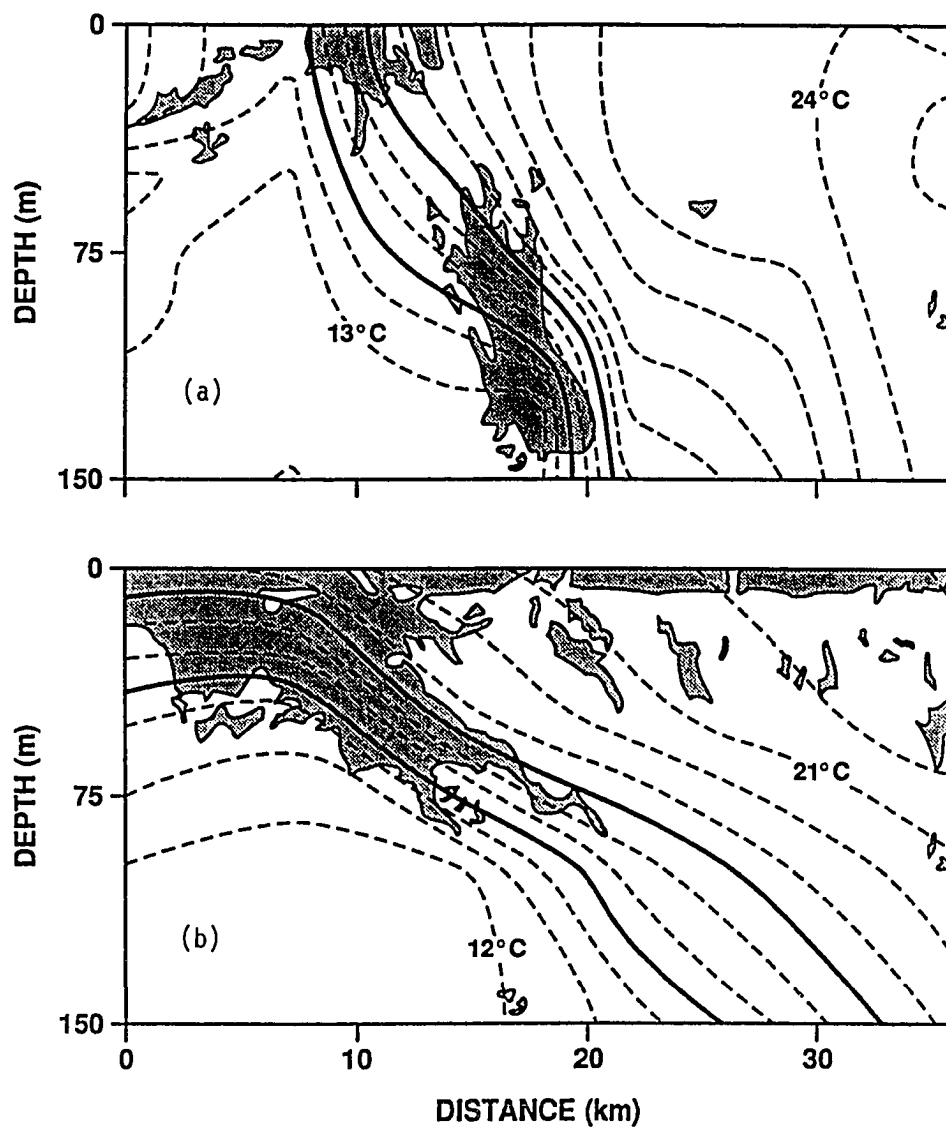 0
24°C
DEPTH (m)
75
13°C
(a)
150
0
DEPTH (m)
75
21°C
(b)
12°C
150
0 10 20 30
DISTANCE (km)